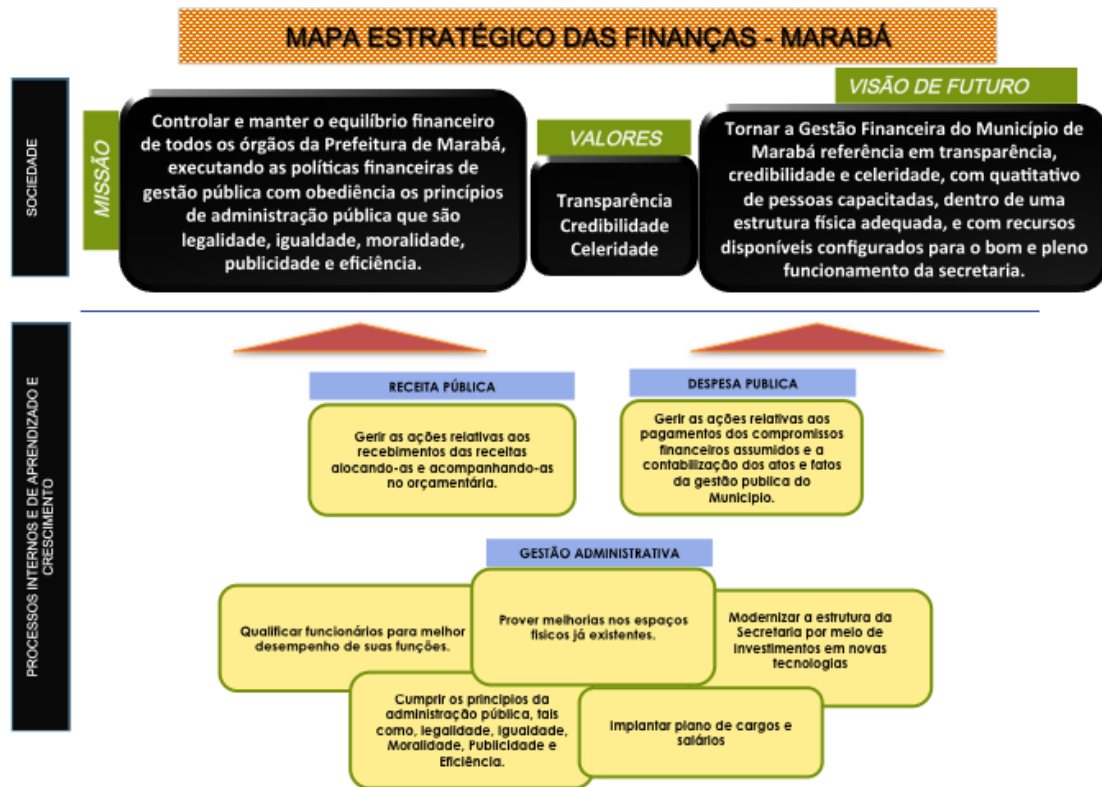 MAPA ESTRATÉGICO DAS FINANÇAS - MARABÁ
SOCIEDADE
MISSÃO
Controlar e manter o equilíbrio financeiro
de todos os órgãos da Prefeitura de Marabá,
executando as políticas financeiras de
gestão pública com obediência os princípios
de administração pública que são
legalidade, igualdade, moralidade,
publicidade e eficiência.
VALORES
Transparência
Credibilidade
Celeridade
VISÃO DE FUTURO
Tornar a Gestão Financeira do Município de
Marabá referência em transparência,
credibilidade e celeridade, com quatitativo
de pessoas capacitadas, dentro de uma
estrutura física adequada, e com recursos
disponíveis configurados para o bom e pleno
funcionamento da secretaria.
PROCESSOS INTERNOS E DE APRENDIZADO E
CRESCIMENTO
RECEITA PÚBLICA
Gerir as ações relativas aos
recebimentos das receitas
alocando-as e acompanhando-as
no orçamentária.
DESPESA PUBLICA
Gerir as ações relativas aos
pagamentos dos compromissos
financeiros assumidos e a
contabilização dos atos e fatos
da gestão publica do
Municipio.
GESTÃO ADMINISTRATIVA
Qualificar funcionários para melhor
desempenho de suas funções.
Prover melhorias nos espaços
físicos já existentes.
Modernizar a estrutura da
Secretaria por meio de
investimentos em novas
tecnologias
Cumprir os princípios da
administração pública, tais
como, legalidade, igualdade,
Moralidade, Publicidade e
Eficiência.
Implantar plano de cargos e
salários